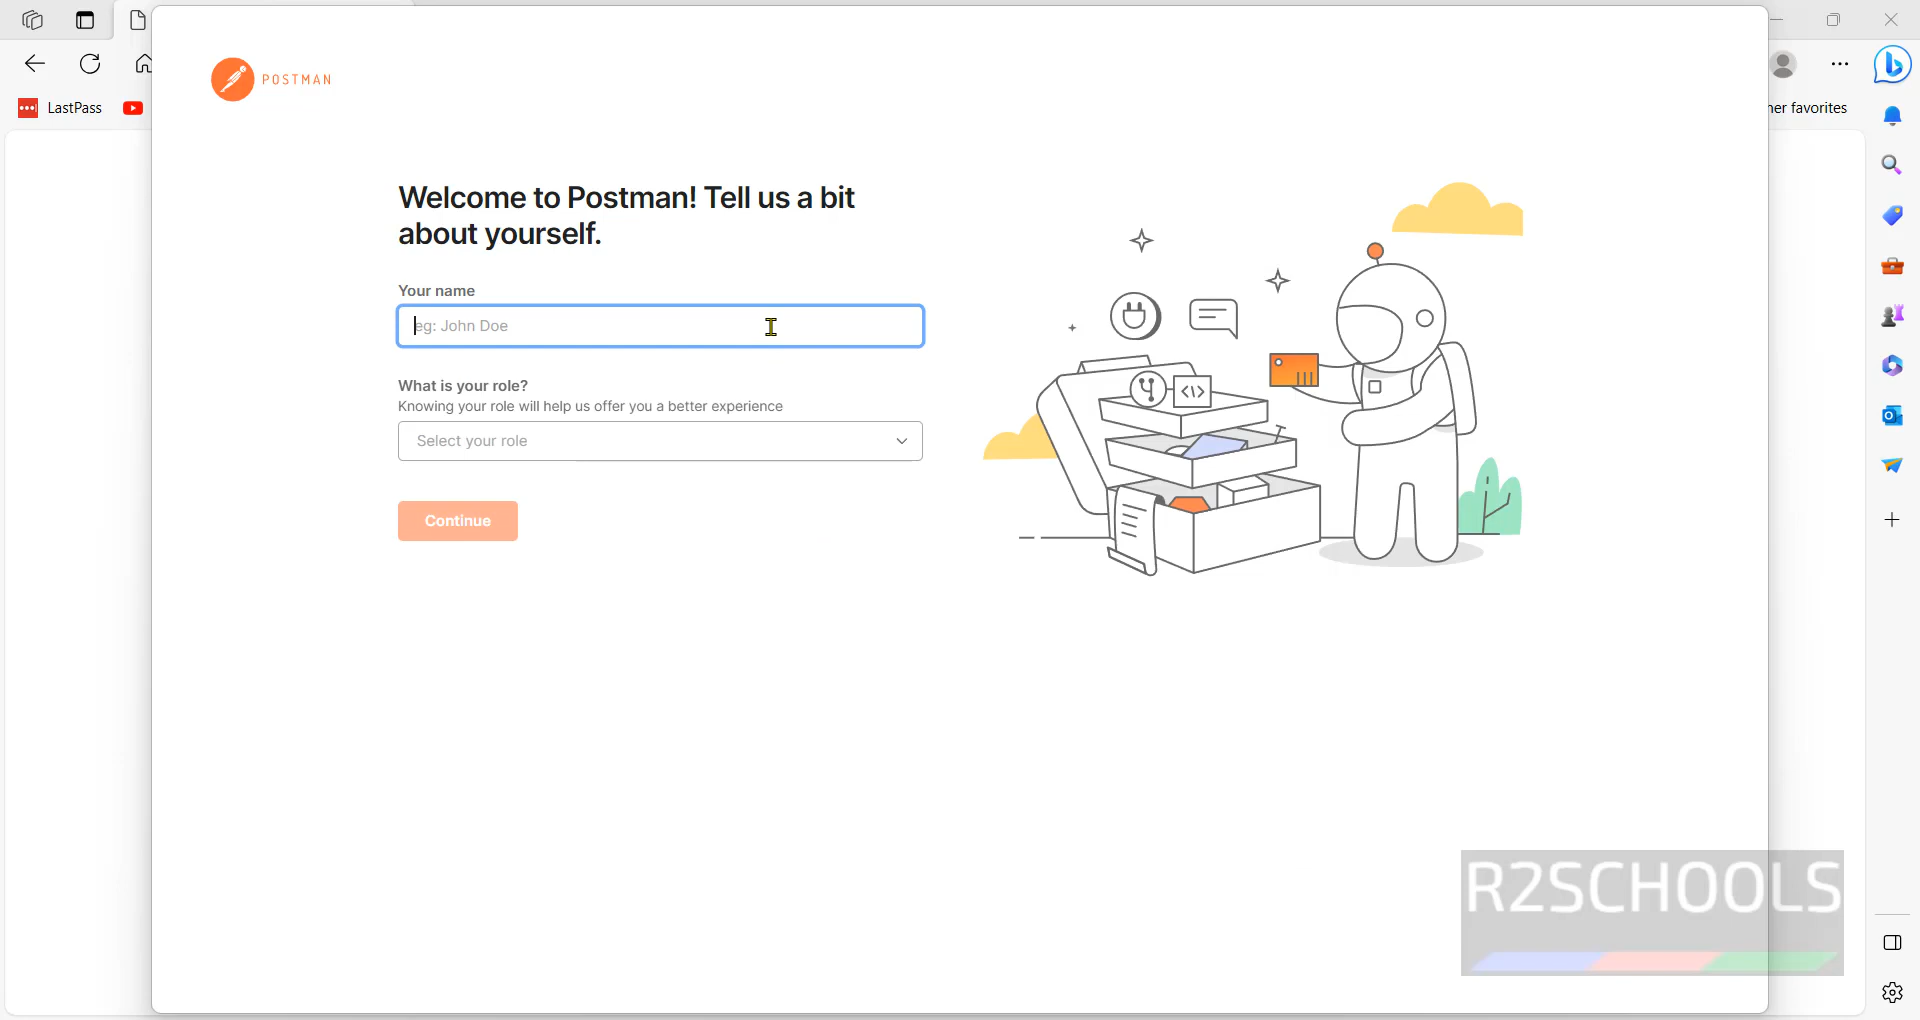 LastPass
her favorites
POSTMAN
Welcome to Postman! Tell us a bit
about yourself.
Your name
eg: John Doe
What is your role?
Knowing your role will help us offer you a better experience
Select your role
Continue
</>
R2SCHOOLS